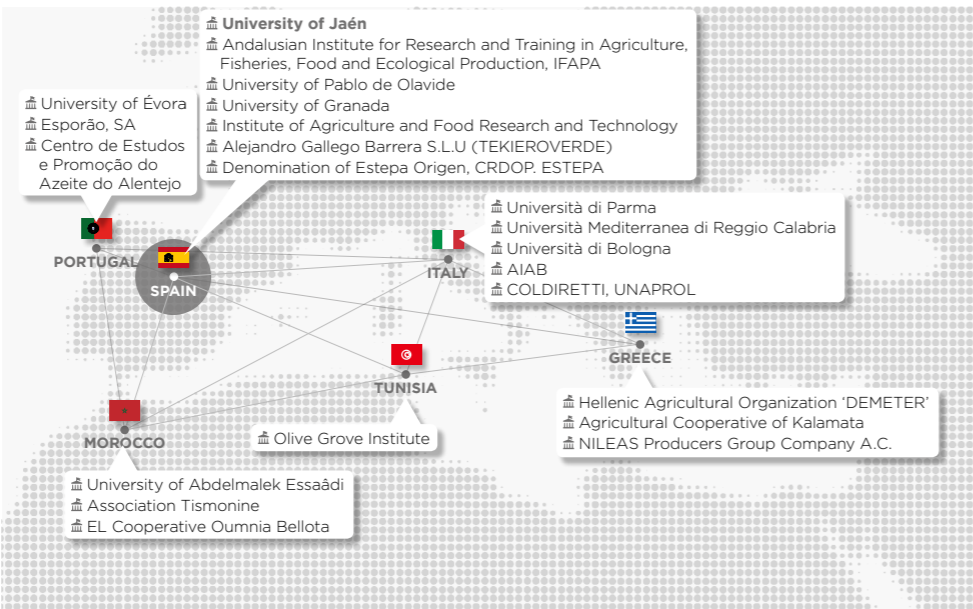 University of Jaén
Andalusian Institute for Research and Training in Agriculture,
Fisheries, Food and Ecological Production, IFAPA
University of Pablo de Olavide
University of Granada
Institute of Agriculture and Food Research and Technology
Alejandro Gallego Barrera S.L.U (TEKIEROVERDE)
Denomination of Estepa Origen, CRDOP. ESTEPA
University of Évora
Esporão, SA
Centro de Estudos
e Promoção do
Azeite do Alentejo
PORTUGAL
SPAIN
Università di Parma
Università Mediterranea di Reggio Calabria
Università di Bologna
AIAB
COLDIRETTI, UNAPROL
ITALY
GREECE
Hellenic Agricultural Organization ‘DEMETER’
Agricultural Cooperative of Kalamata
NILEAS Producers Group Company A.C.
TUNISIA
Olive Grove Institute
MOROCCO
University of Abdelmalek Essaâdi
Association Tismonine
EL Cooperative Oumnia Bellota